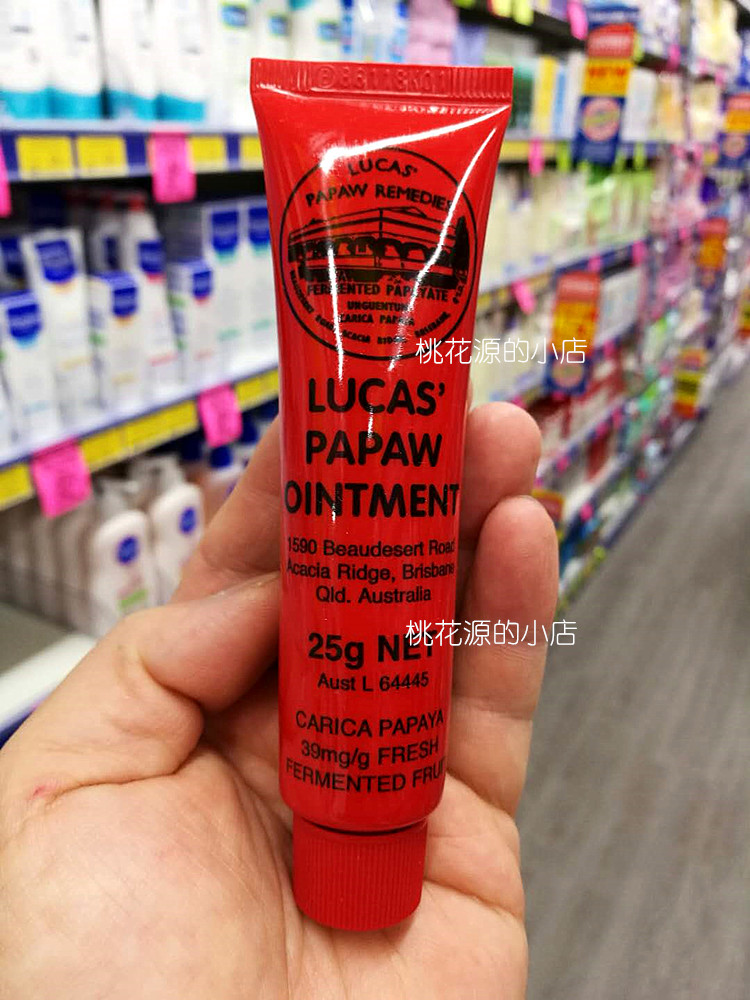 LUCAS'
PAPAW REMEDIES
FERMENTED PAPAYATE
UNGUENTUM
CARICA PAPAYA
桃花源的小店
LUCAS'
PAPAW
OINTMENT
1590 Beaudesert Road
Acacia Ridge, Brisbane
Qld. Australia
桃花源的小店
25g NET
Aust L 64445
CARICA PAPAYA
39mg/g FRESH
FERMENTED FRUIT